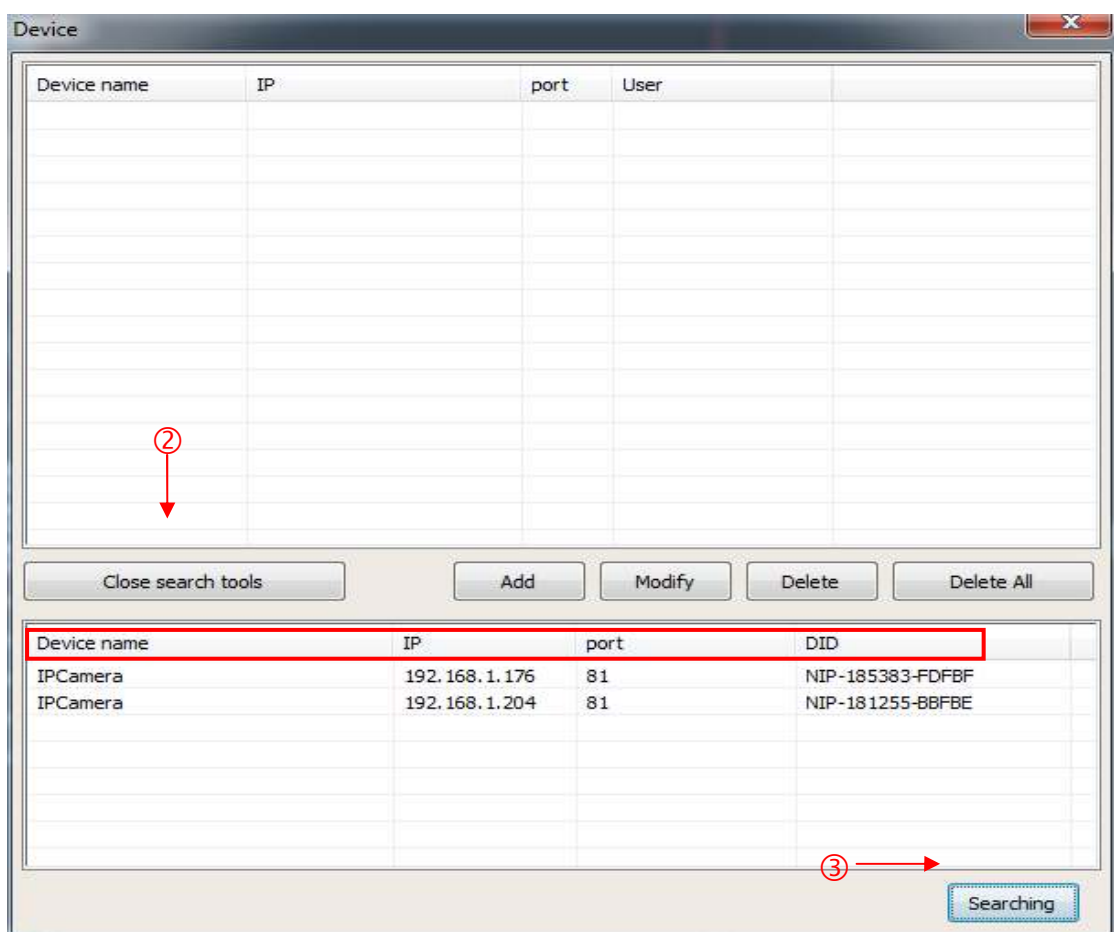 Device
Device name IP port User
②
Close search tools Add Modify Delete Delete All
Device name IP port DID
IPCamera 192.168.1.176 81 NIP-185383-FDFBF
IPCamera 192.168.1.204 81 NIP-181255-BBFBE
③
Searching